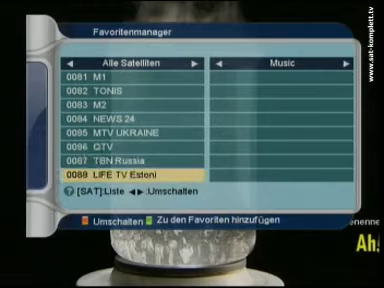 Favoritenmanager
www.sat-komplett.tv
Alle Satelliten
Music
0081 M1
0082 TONIS
0083 M2
0084 NEWS 24
0085 MTV UKRAINE
0086 QTV
0087 TBN Russia
0088 LIFE TV Estoni
[SAT]:Liste ◀ ▶ :Umschalten
Umschalten Zu den Favoriten hinzufügen
enenne
Ah.